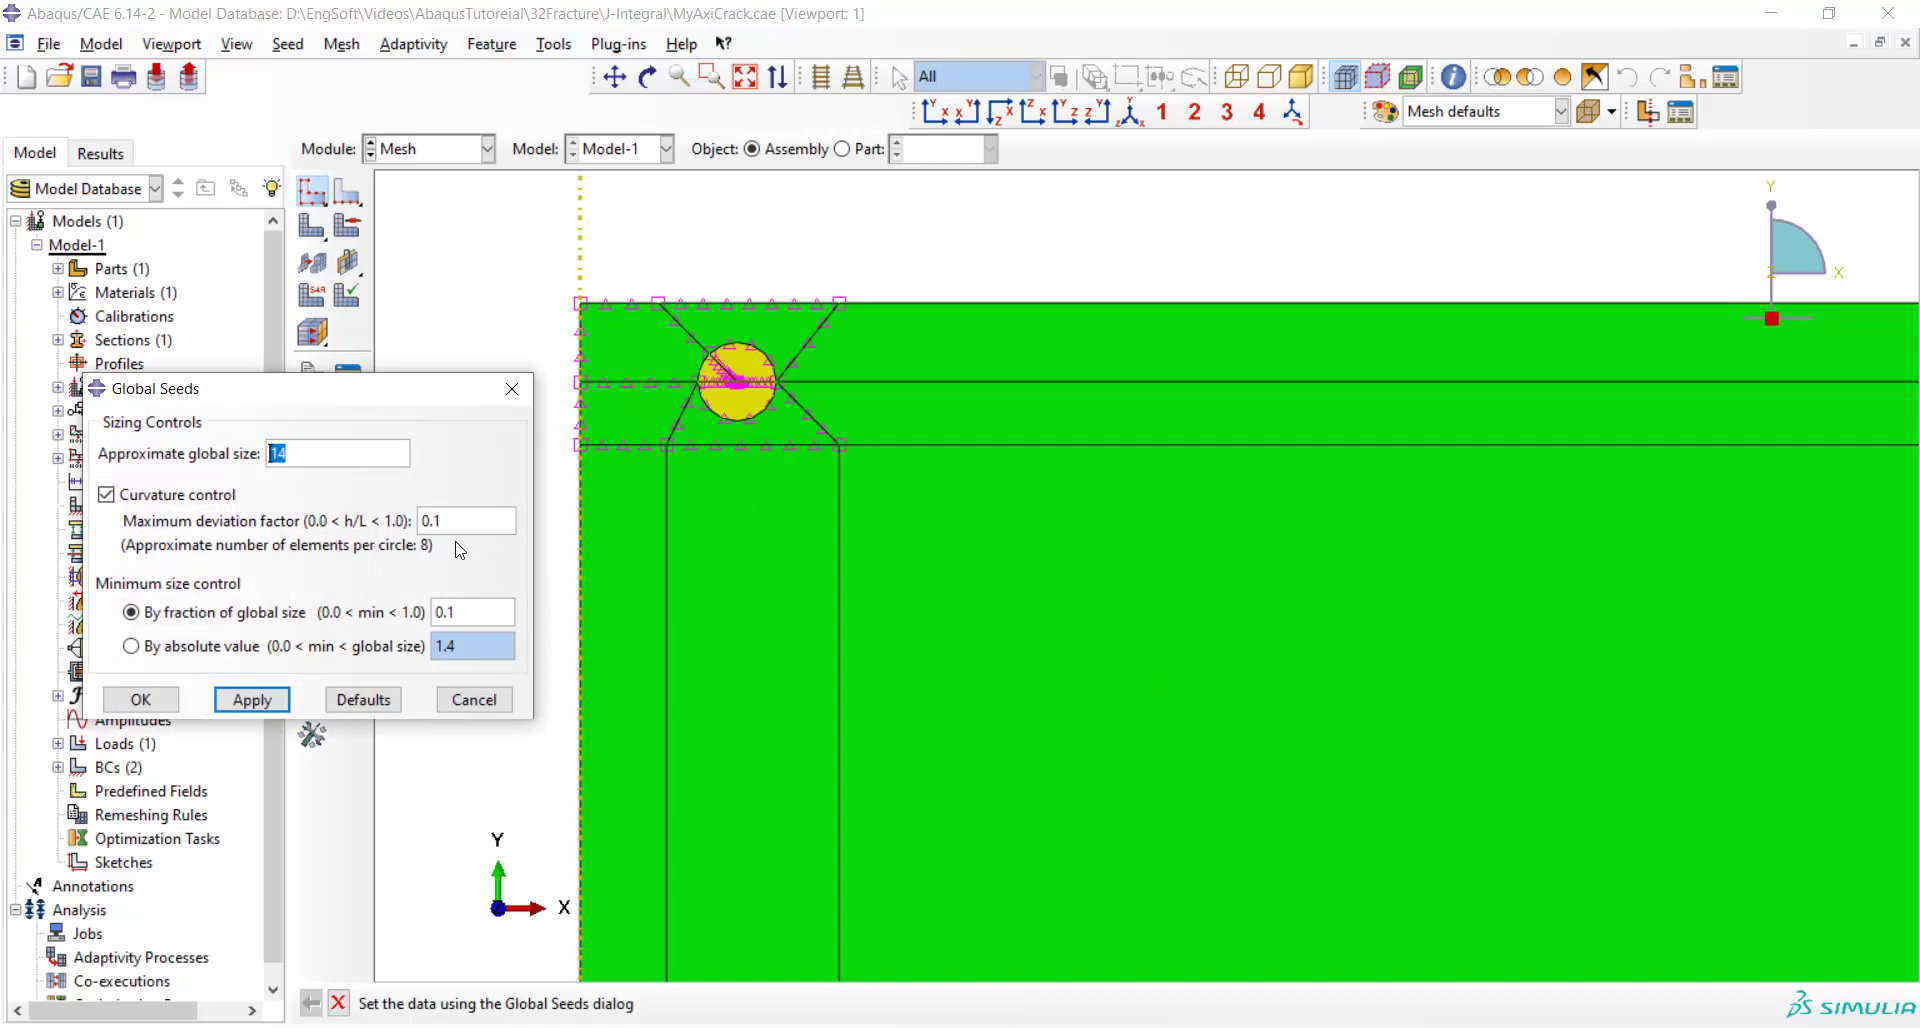 Abaqus/CAE 6.14-2 - Model Database: D:\EngSoft\Videos\AbaqusTutoreial\32Fracture\J-Integral\MyAxiCrack.cae [Viewport: 1]
File Model Viewport View Seed Mesh Adaptivity Feature Tools Plug-ins Help
All
1 2 3 4 Mesh defaults
Model Results
Module: Mesh Model: Model-1 Object: Assembly Part:
Model Database
Models (1)
Model-1
Parts (1)
Materials (1)
Calibrations
Sections (1)
Profiles
Global Seeds
Sizing Controls
Approximate global size: 14
Curvature control
Maximum deviation factor (0.0 < h/L < 1.0): 0.1
(Approximate number of elements per circle: 8)
Minimum size control
By fraction of global size (0.0 < min < 1.0) 0.1
By absolute value (0.0 < min < global size) 1.4
OK Apply Defaults Cancel
Amplitudes
Loads (1)
BCs (2)
Predefined Fields
Remeshing Rules
Optimization Tasks
Sketches
Annotations
Analysis
Jobs
Adaptivity Processes
Co-executions
Y
X
Z
Y
X
Set the data using the Global Seeds dialog
SIMULIA